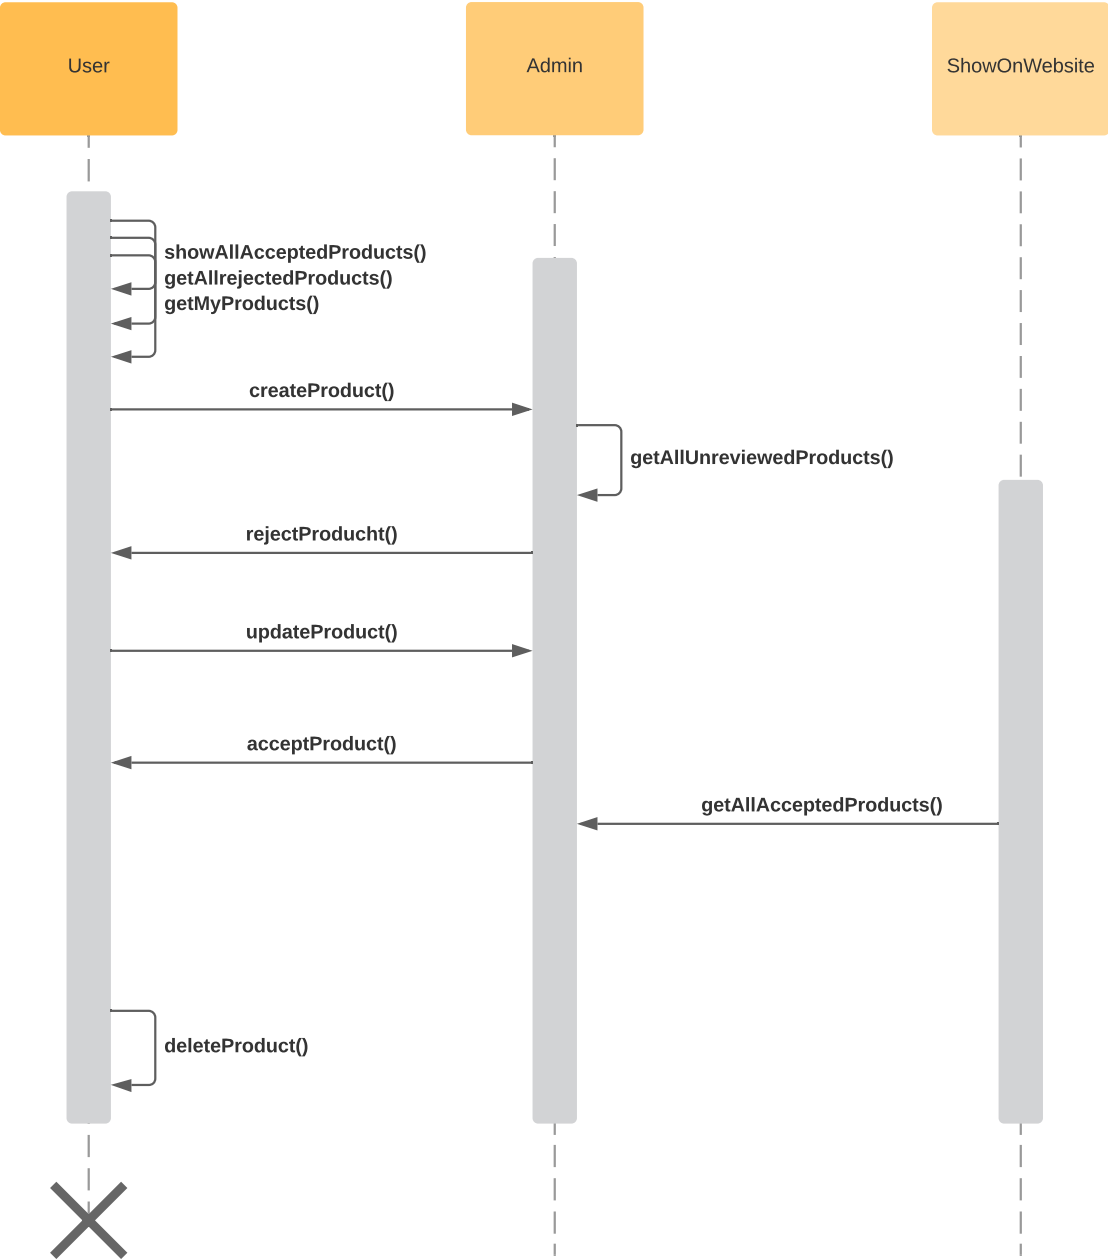 User
Admin
ShowOnWebsite
showAllAcceptedProducts()
getAllrejectedProducts()
getMyProducts()
createProduct()
getAllUnreviewedProducts()
rejectProducht()
updateProduct()
acceptProduct()
getAllAcceptedProducts()
deleteProduct()